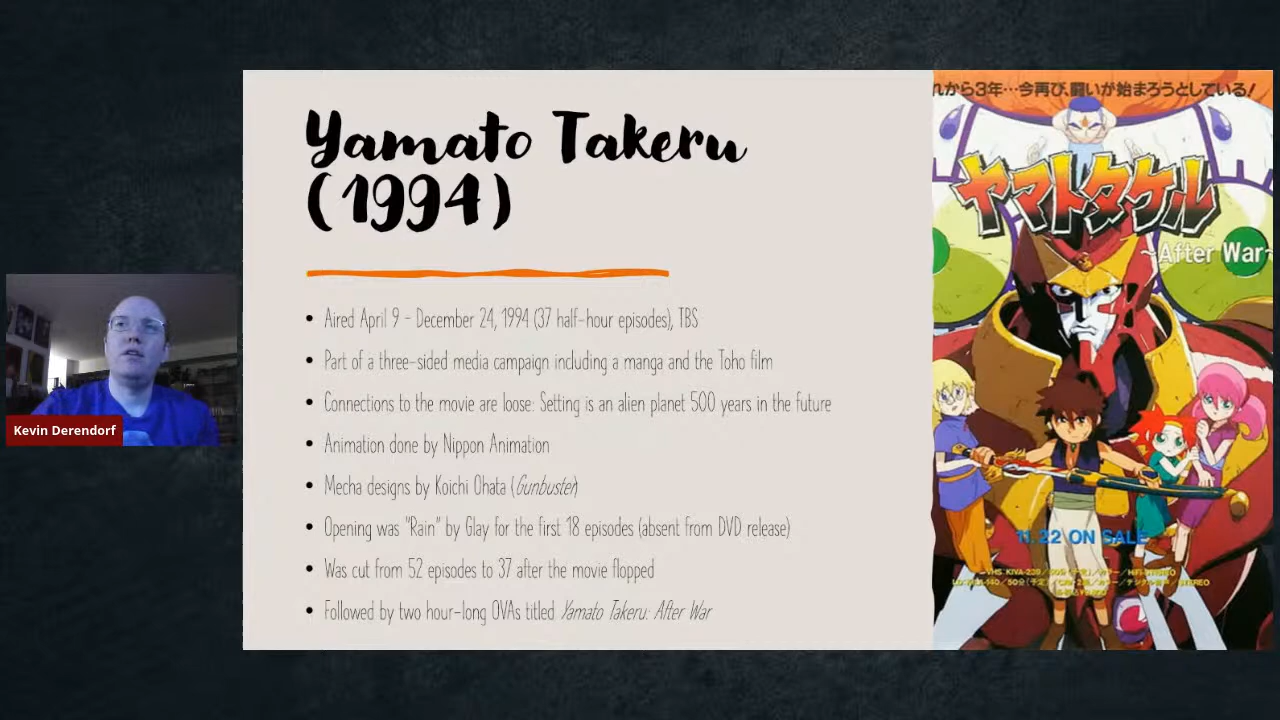 Yamato Takeru
(1994)
• Aired April 9 - December 24, 1994 (37 half-hour episodes), TBS
• Part of a three-sided media campaign including a manga and the Toho film
• Connections to the movie are loose: Setting is an alien planet 500 years in the future
• Animation done by Nippon Animation
• Mecha designs by Koichi Ohata (Gunbuster)
• Opening was "Rain" by Glay for the first 18 episodes (absent from DVD release)
• Was cut from 52 episodes to 37 after the movie flopped
• Followed by two hour-long OVAs titled Yamato Takeru: After War
Kevin Derendorf
れから3年…今再び、闘いが始まろうとしている!
ヤマトタケル
~After War~
11.22 ON SALE